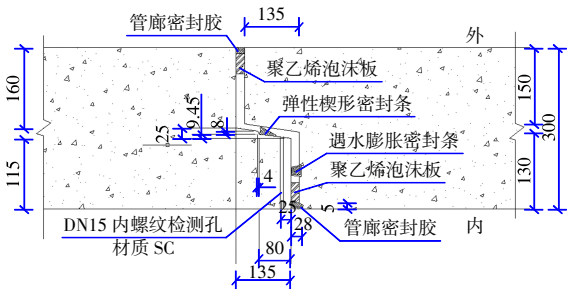 管廊密封胶
135
外
聚乙烯泡沫板
弹性楔形密封条
160
25
9.45
8
150
300
遇水膨胀密封条
聚乙烯泡沫板
115
4
130
DN15 内螺纹检测孔
材质 SC
25
28
5
管廊密封胶
内
80
135